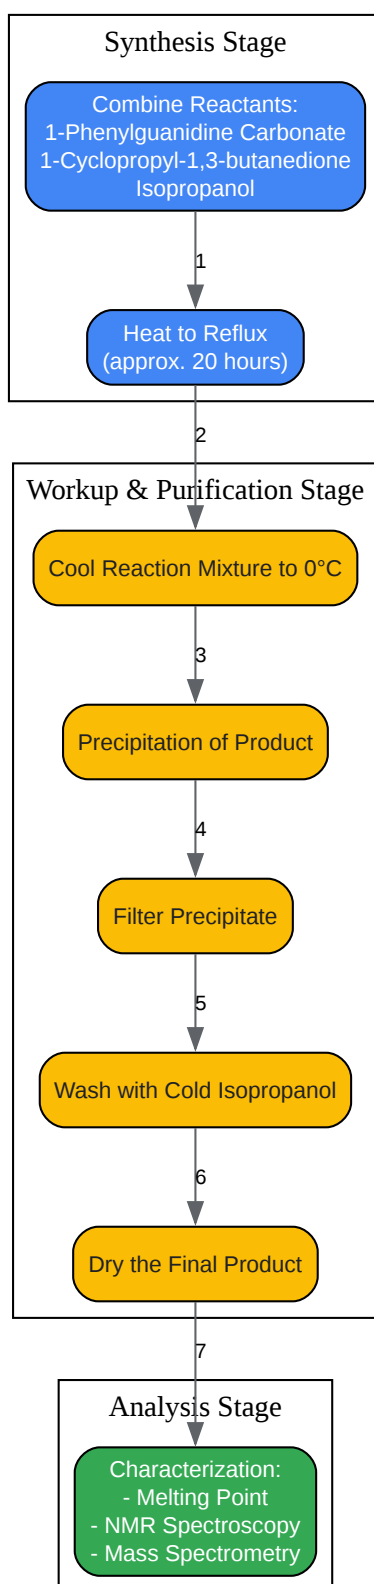 Synthesis Stage
Combine Reactants:
1-Phenylguanidine Carbonate
1-Cyclopropyl-1,3-butanedione
Isopropanol
1
Heat to Reflux
(approx. 20 hours)
2
Workup & Purification Stage
Cool Reaction Mixture to 0°C
3
Precipitation of Product
4
Filter Precipitate
5
Wash with Cold Isopropanol
6
Dry the Final Product
7
Analysis Stage
Characterization:
- Melting Point
- NMR Spectroscopy
- Mass Spectrometry